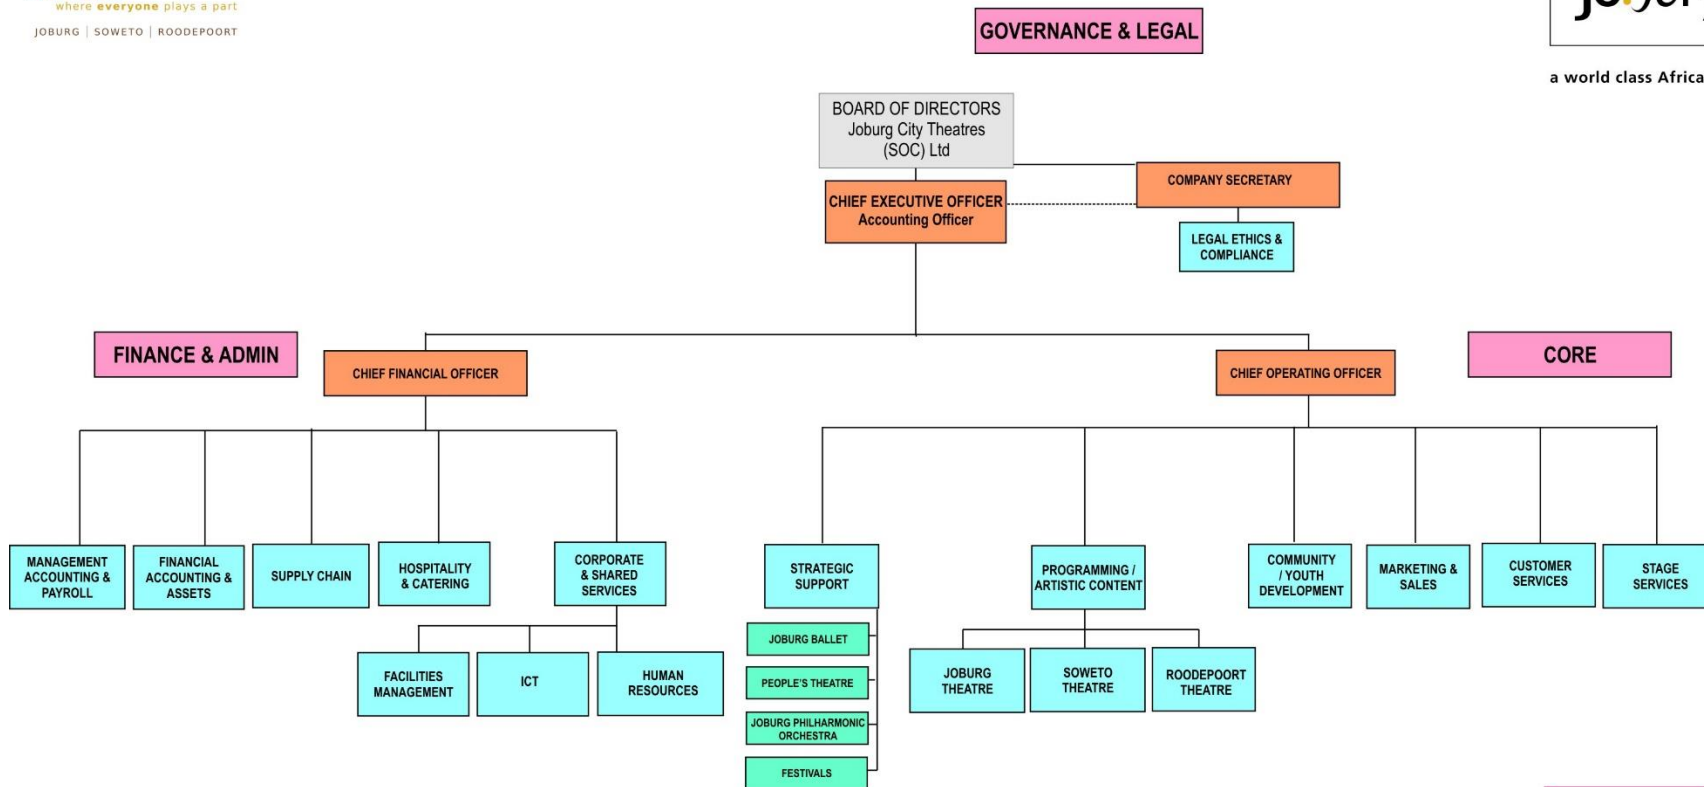 where everyone plays a part
JOBURG | SOWETO | ROODEPOORT
GOVERNANCE & LEGAL
a world class Africa
BOARD OF DIRECTORS
Joburg City Theatres
(SOC) Ltd
CHIEF EXECUTIVE OFFICER
Accounting Officer
COMPANY SECRETARY
LEGAL ETHICS &
COMPLIANCE
FINANCE & ADMIN
CHIEF FINANCIAL OFFICER
CHIEF OPERATING OFFICER
CORE
MANAGEMENT
ACCOUNTING &
PAYROLL
FINANCIAL
ACCOUNTING &
ASSETS
SUPPLY CHAIN
HOSPITALITY
& CATERING
CORPORATE
& SHARED
SERVICES
STRATEGIC
SUPPORT
PROGRAMMING /
ARTISTIC CONTENT
COMMUNITY
/ YOUTH
DEVELOPMENT
MARKETING &
SALES
CUSTOMER
SERVICES
STAGE
SERVICES
FACILITIES
MANAGEMENT
ICT
HUMAN
RESOURCES
JOBURG BALLET
PEOPLE'S THEATRE
JOBURG PHILHARMONIC
ORCHESTRA
FESTIVALS
JOBURG
THEATRE
SOWETO
THEATRE
ROODEPOORT
THEATRE